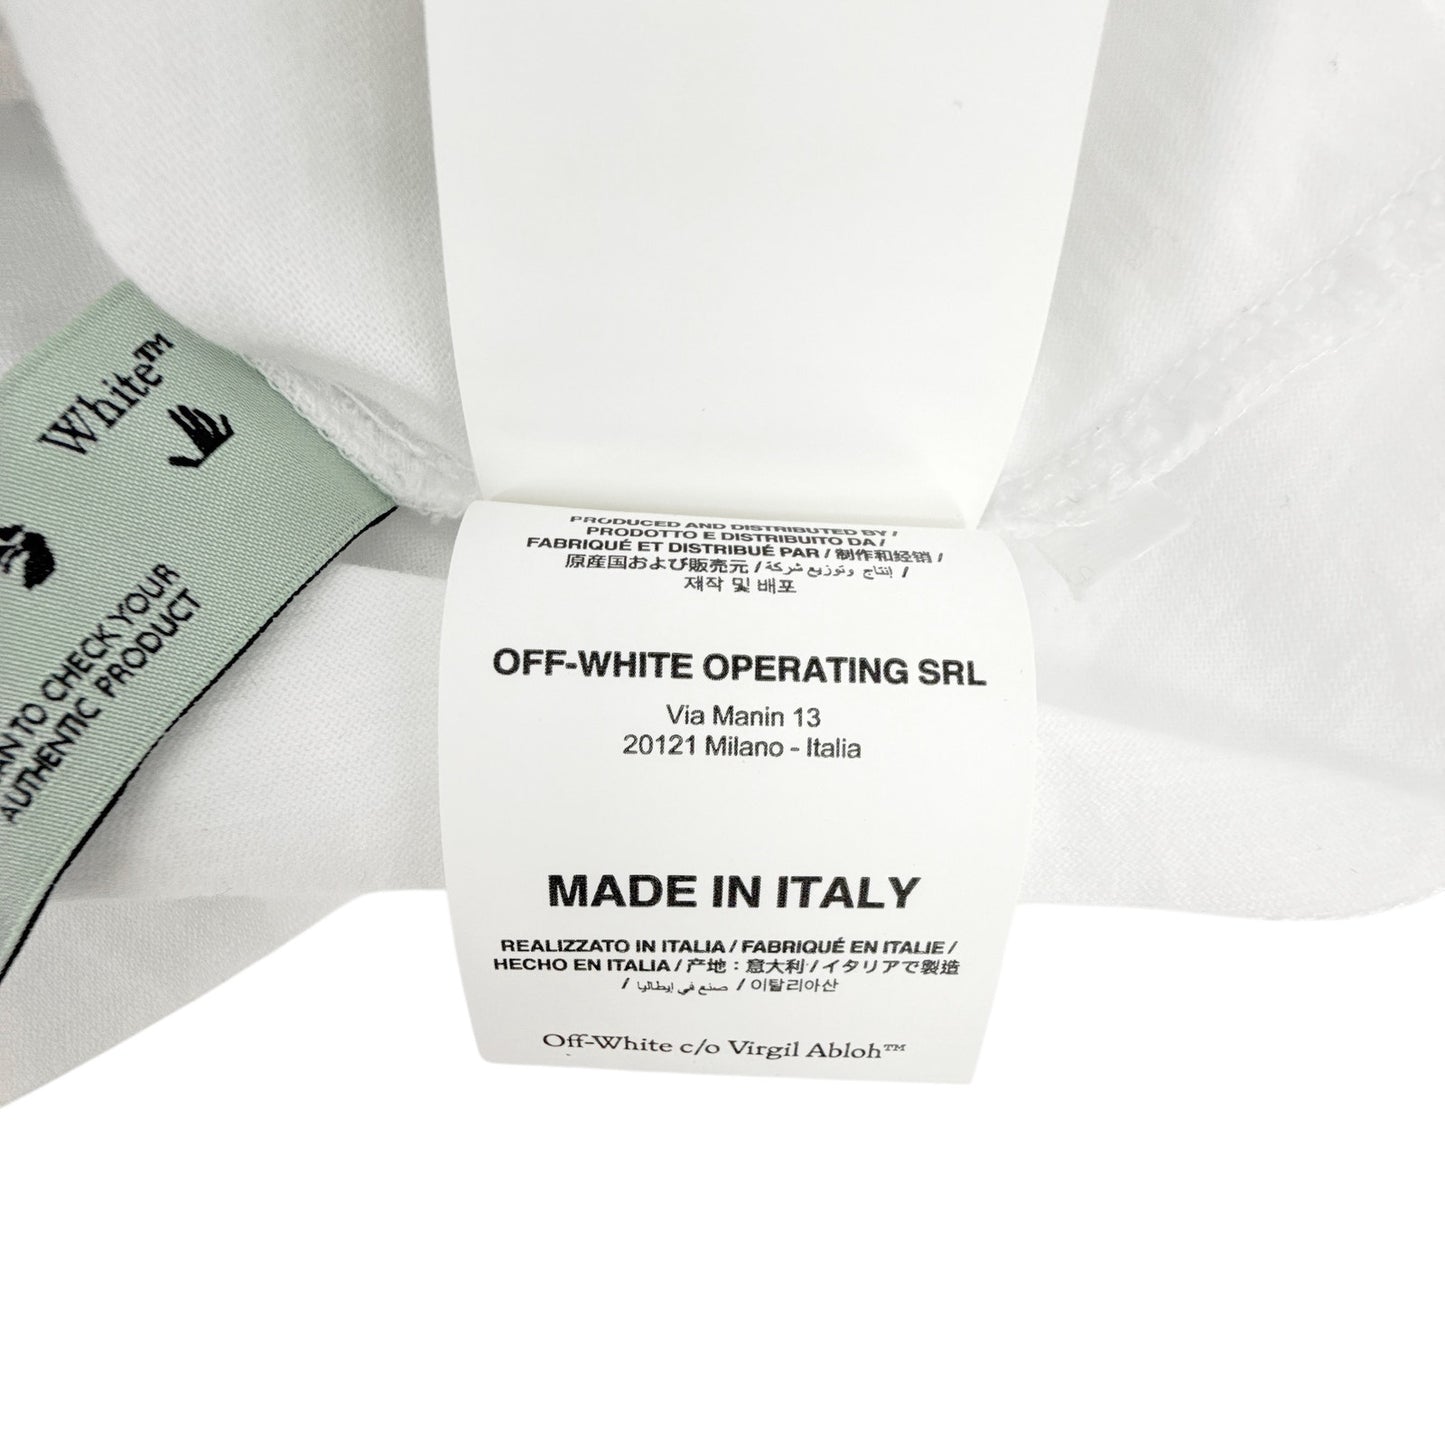 White™
AN TO CHECK YOUR
AUTHENTIC PRODUCT
PRODUCED AND DISTRIBUTED BY /
PRODOTTO E DISTRIBUITO DA /
FABRIQUÉ ET DISTRIBUÉ PAR / 制作和经销 /
原産国および販売元 / إنتاج وتوزيع شركة /
재작 및 배포
OFF-WHITE OPERATING SRL
Via Manin 13
20121 Milano - Italia
MADE IN ITALY
REALIZZATO IN ITALIA / FABRIQUÉ EN ITALIE /
HECHO EN ITALIA / 产地：意大利 / イタリアで製造
/ صنع في إيطاليا / 이탈리아산
Off-White c/o Virgil Abloh™